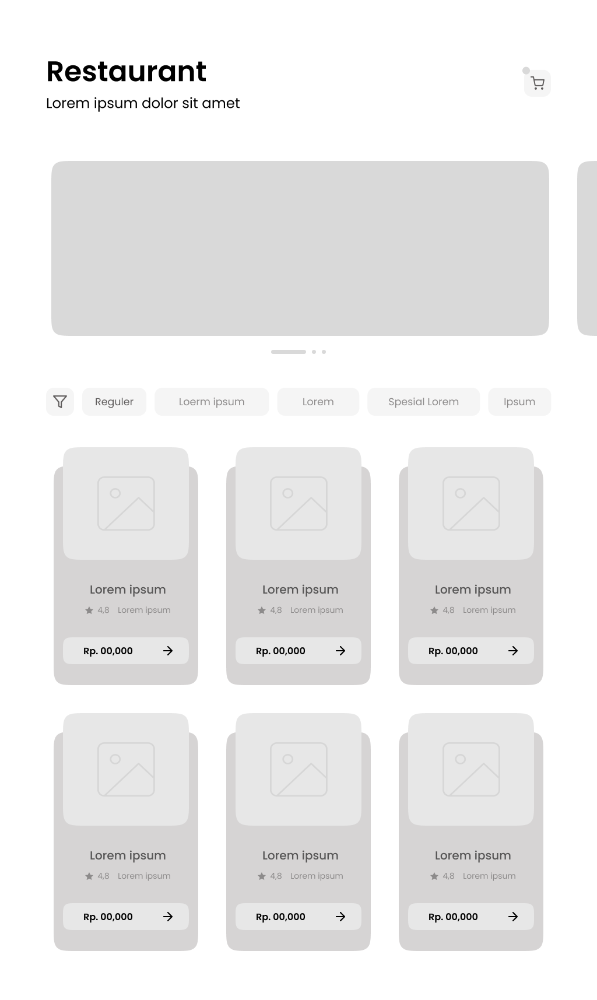 Restaurant
Lorem ipsum dolor sit amet
Reguler
Loerm ipsum
Lorem
Spesial Lorem
Ipsum
Lorem ipsum
4,8 Lorem ipsum
Rp. 00,000
Lorem ipsum
4,8 Lorem ipsum
Rp. 00,000
Lorem ipsum
4,8 Lorem ipsum
Rp. 00,000
Lorem ipsum
4,8 Lorem ipsum
Rp. 00,000
Lorem ipsum
4,8 Lorem ipsum
Rp. 00,000
Lorem ipsum
4,8 Lorem ipsum
Rp. 00,000